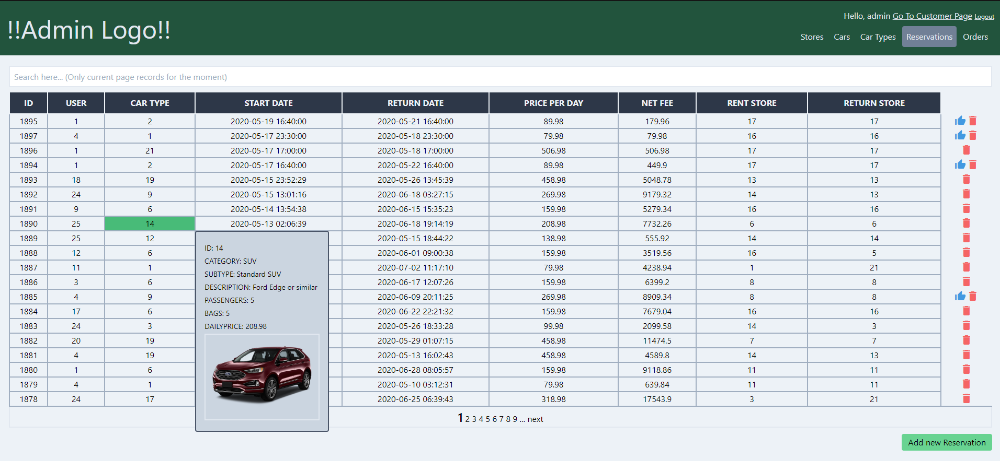 !!Admin Logo!!
Hello, admin Go To Customer Page Logout
Stores Cars Car Types Reservations Orders
Search here... (Only current page records for the moment)
ID USER CAR TYPE START DATE RETURN DATE PRICE PER DAY NET FEE RENT STORE RETURN STORE
1895 1 2 2020-05-19 16:40:00 2020-05-21 16:40:00 89.98 179.96 17 17
1897 4 1 2020-05-17 23:30:00 2020-05-18 23:30:00 79.98 79.98 16 16
1896 1 21 2020-05-17 17:00:00 2020-05-18 17:00:00 506.98 506.98 17 17
1894 1 2 2020-05-17 16:40:00 2020-05-22 16:40:00 89.98 449.9 17 17
1893 18 19 2020-05-15 23:52:29 2020-05-26 13:45:39 458.98 5048.78 13 13
1892 24 9 2020-05-15 13:01:16 2020-06-18 03:27:15 269.98 9179.32 14 13
1891 9 6 2020-05-14 13:54:38 2020-06-15 15:35:23 159.98 5279.34 16 16
1890 25 14 2020-05-13 02:06:39 2020-06-18 19:14:19 208.98 7732.26 6 6
1889 25 12 2020-05-15 18:44:22 138.98 555.92 14 14
1888 12 6 2020-06-01 09:00:38 159.98 3519.56 16 5
1887 11 1 2020-07-02 11:17:10 79.98 4238.94 1 21
1886 3 6 2020-06-17 12:07:26 159.98 6399.2 8 8
1885 4 9 2020-06-09 20:11:25 269.98 8909.34 8 8
1884 17 6 2020-06-22 22:21:32 159.98 7679.04 16 16
1883 24 3 2020-05-26 18:33:28 99.98 2099.58 14 3
1882 20 19 2020-05-29 01:07:15 458.98 11474.5 7 7
1881 4 19 2020-05-13 16:02:43 458.98 4589.8 14 13
1880 1 6 2020-06-28 08:05:57 159.98 9118.86 11 11
1879 4 1 2020-05-10 03:12:31 79.98 639.84 11 11
1878 24 17 2020-06-25 06:39:43 318.98 17543.9 3 21
ID: 14
CATEGORY: SUV
SUBTYPE: Standard SUV
DESCRIPTION: Ford Edge or similar
PASSENGERS: 5
BAGS: 5
DAILYPRICE: 208.98
1 2 3 4 5 6 7 8 9 ... next
Add new Reservation